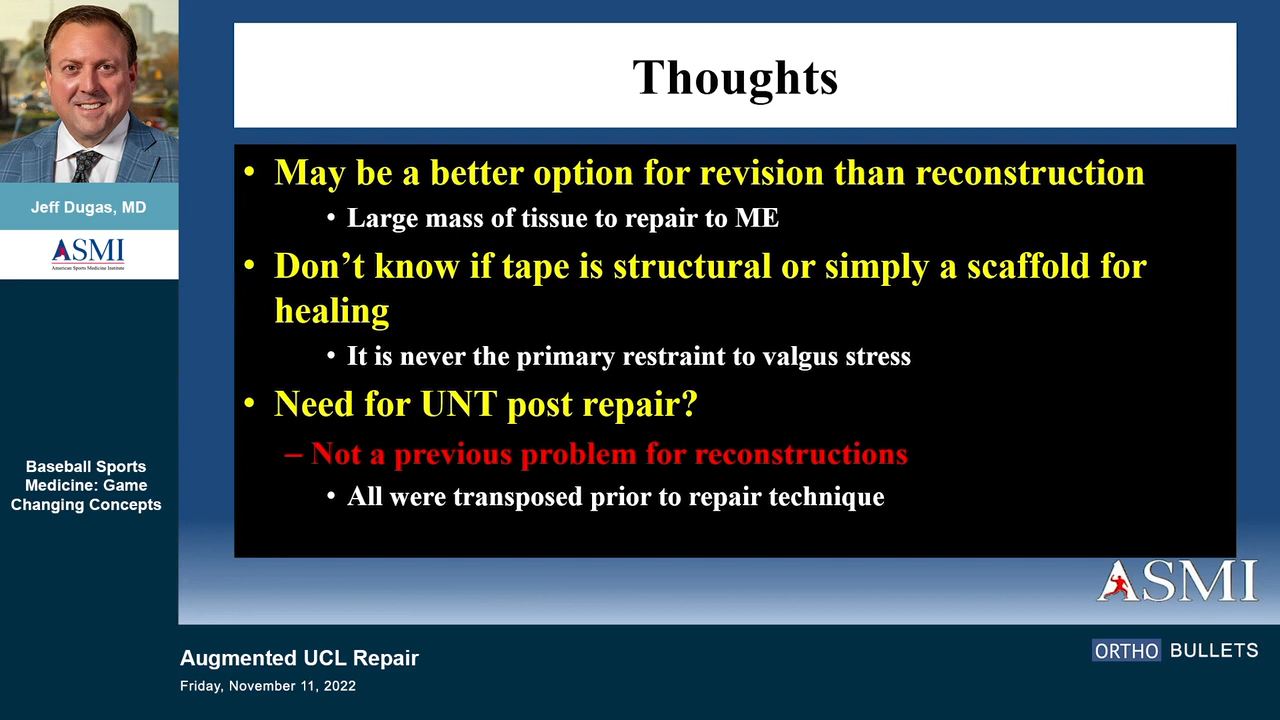 Jeff Dugas, MD
ASMI
American Sports Medicine Institute
Baseball Sports
Medicine: Game
Changing Concepts
Thoughts
• May be a better option for revision than reconstruction
• Large mass of tissue to repair to ME
• Don’t know if tape is structural or simply a scaffold for
healing
• It is never the primary restraint to valgus stress
• Need for UNT post repair?
– Not a previous problem for reconstructions
• All were transposed prior to repair technique
ASMI
Augmented UCL Repair
Friday, November 11, 2022
ORTHO BULLETS